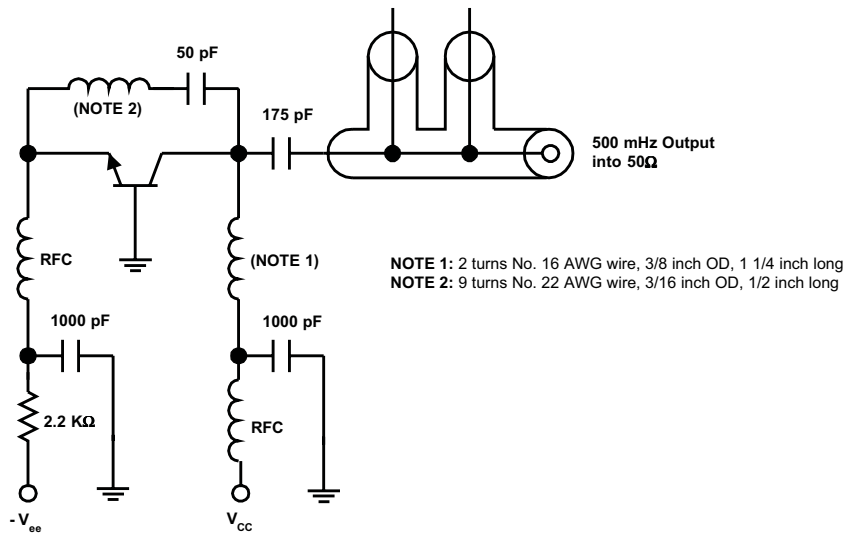 50 pF
(NOTE 2)
175 pF
500 mHz Output
into 50Ω
RFC
(NOTE 1)
NOTE 1: 2 turns No. 16 AWG wire, 3/8 inch OD, 1 1/4 inch long
NOTE 2: 9 turns No. 22 AWG wire, 3/16 inch OD, 1/2 inch long
1000 pF
1000 pF
2.2 KΩ
RFC
- Vee
VCC